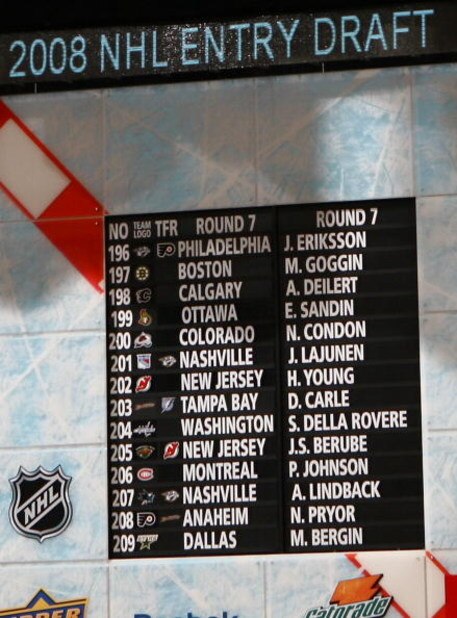 2008 NHL ENTRY DRAFT
NO TEAM LOGO TFR ROUND 7 ROUND 7
196 PHILADELPHIA J. ERIKSSON
197 BOSTON M. GOGGIN
198 CALGARY A. DEILERT
199 OTTAWA E. SANDIN
200 COLORADO N. CONDON
201 NASHVILLE J. LAJUNEN
202 NEW JERSEY H. YOUNG
203 TAMPA BAY D. CARLE
204 WASHINGTON S. DELLA ROVERE
205 NEW JERSEY J.S. BERUBE
206 MONTREAL P. JOHNSON
207 NASHVILLE A. LINDBACK
208 ANAHEIM N. PRYOR
209 DALLAS M. BERGIN
NHL
UPPER Reebok Gatorade